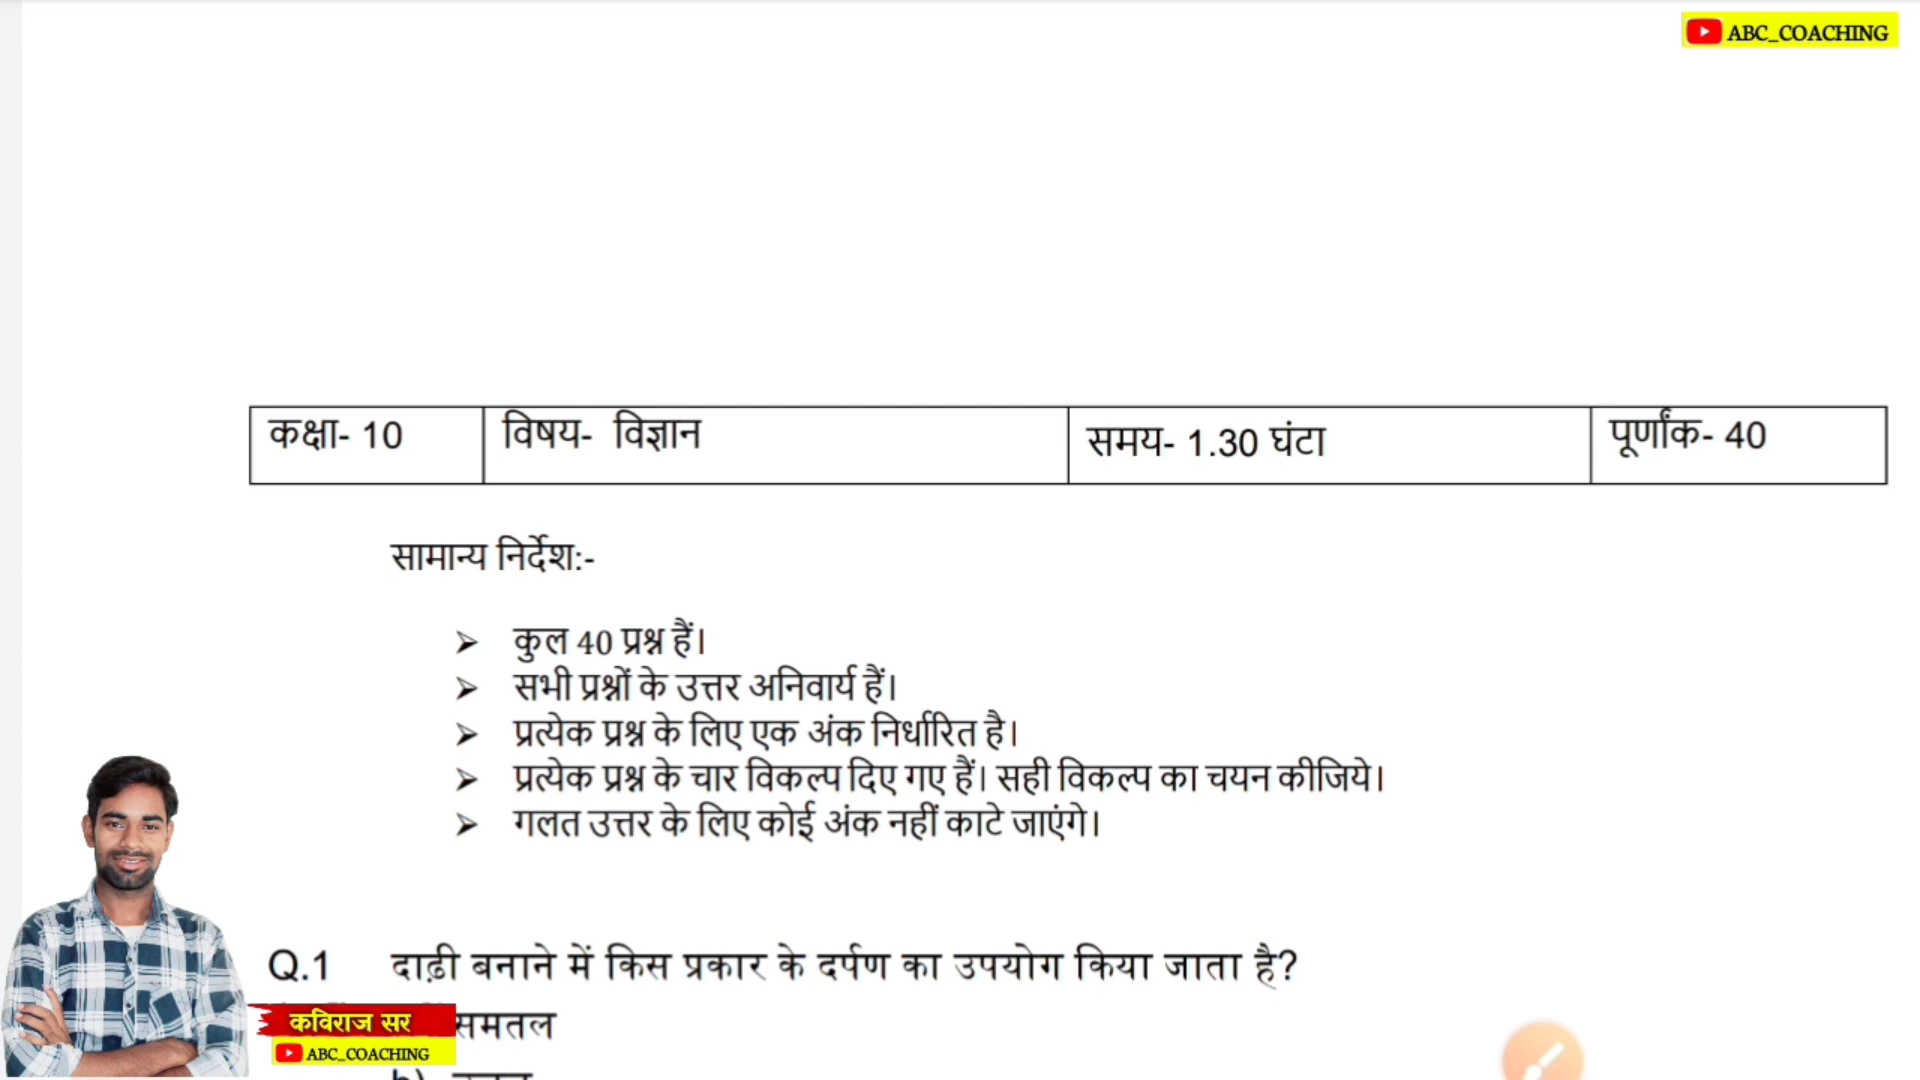 ABC_COACHING
कक्षा- 10 विषय- विज्ञान समय- 1.30 घंटा पूर्णांक- 40
सामान्य निर्देश:-
➢ कुल 40 प्रश्न हैं।
➢ सभी प्रश्नों के उत्तर अनिवार्य हैं।
➢ प्रत्येक प्रश्न के लिए एक अंक निर्धारित है।
➢ प्रत्येक प्रश्न के चार विकल्प दिए गए हैं। सही विकल्प का चयन कीजिये।
➢ गलत उत्तर के लिए कोई अंक नहीं काटे जाएंगे।
Q.1 दाढ़ी बनाने में किस प्रकार के दर्पण का उपयोग किया जाता है?
समतल
कविराज सर
ABC_COACHING